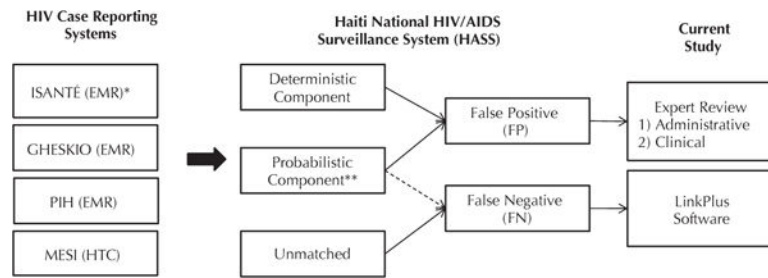 HIV Case Reporting
Systems
Haiti National HIV/AIDS
Surveillance System (HASS)
Current
Study
ISANTÉ (EMR)*
GHESKIO (EMR)
PIH (EMR)
MESI (HTC)
Deterministic
Component
Probabilistic
Component**
Unmatched
False Positive
(FP)
False Negative
(FN)
Expert Review
1) Administrative
2) Clinical
LinkPlus
Software